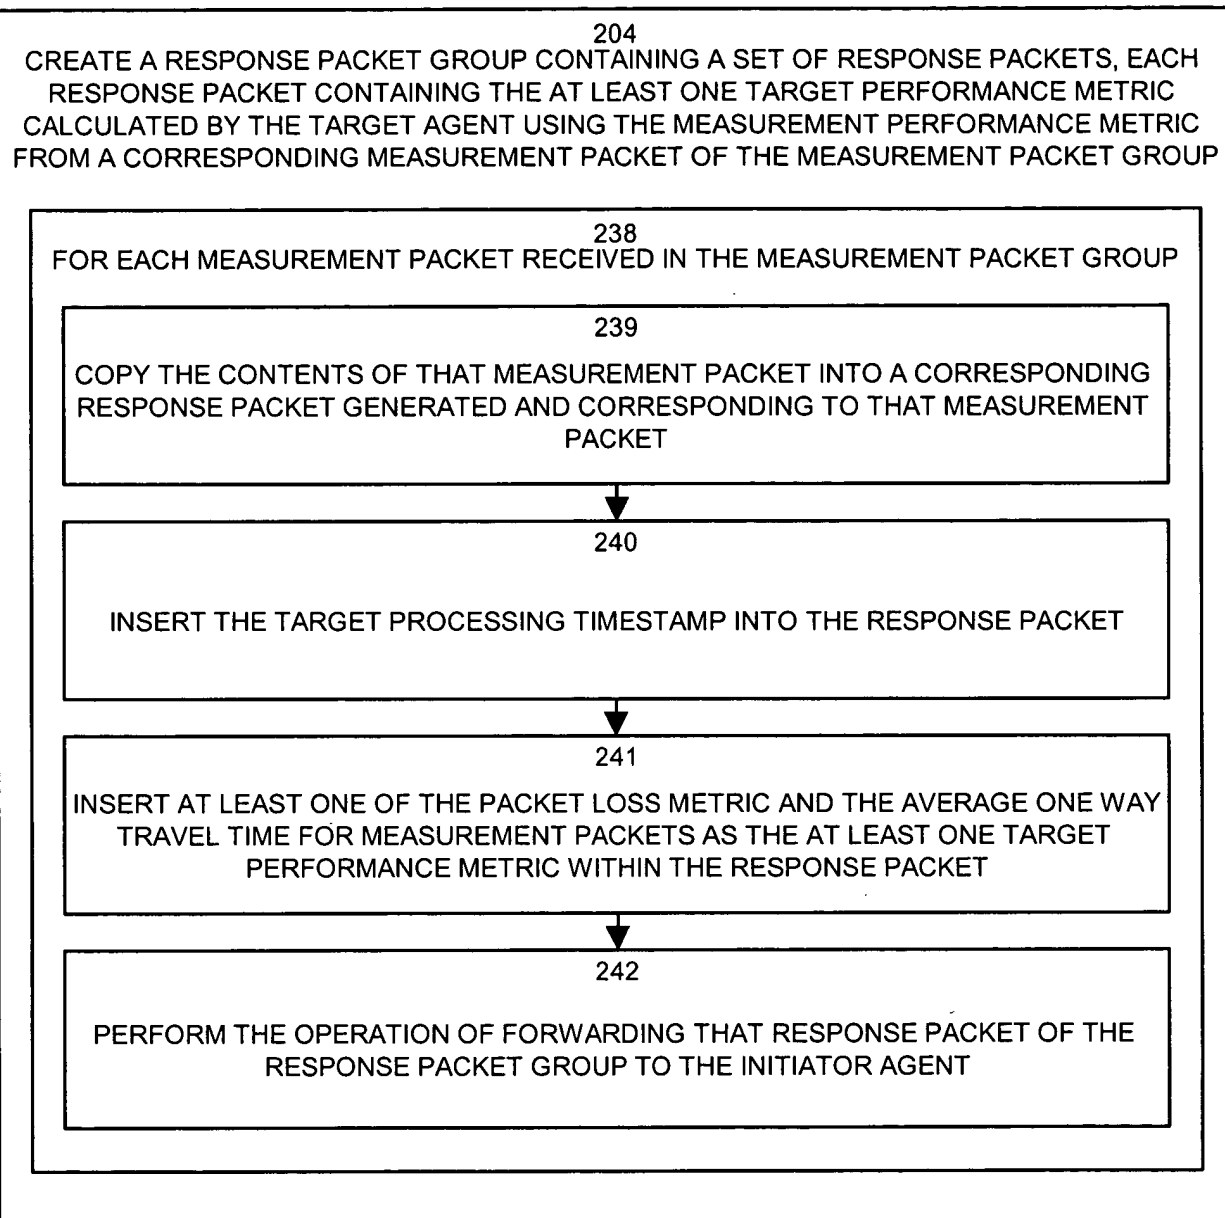 204
CREATE A RESPONSE PACKET GROUP CONTAINING A SET OF RESPONSE PACKETS, EACH
RESPONSE PACKET CONTAINING THE AT LEAST ONE TARGET PERFORMANCE METRIC
CALCULATED BY THE TARGET AGENT USING THE MEASUREMENT PERFORMANCE METRIC
FROM A CORRESPONDING MEASUREMENT PACKET OF THE MEASUREMENT PACKET GROUP
238
FOR EACH MEASUREMENT PACKET RECEIVED IN THE MEASUREMENT PACKET GROUP
239
COPY THE CONTENTS OF THAT MEASUREMENT PACKET INTO A CORRESPONDING
RESPONSE PACKET GENERATED AND CORRESPONDING TO THAT MEASUREMENT
PACKET
240
INSERT THE TARGET PROCESSING TIMESTAMP INTO THE RESPONSE PACKET
241
INSERT AT LEAST ONE OF THE PACKET LOSS METRIC AND THE AVERAGE ONE WAY
TRAVEL TIME FOR MEASUREMENT PACKETS AS THE AT LEAST ONE TARGET
PERFORMANCE METRIC WITHIN THE RESPONSE PACKET
242
PERFORM THE OPERATION OF FORWARDING THAT RESPONSE PACKET OF THE
RESPONSE PACKET GROUP TO THE INITIATOR AGENT